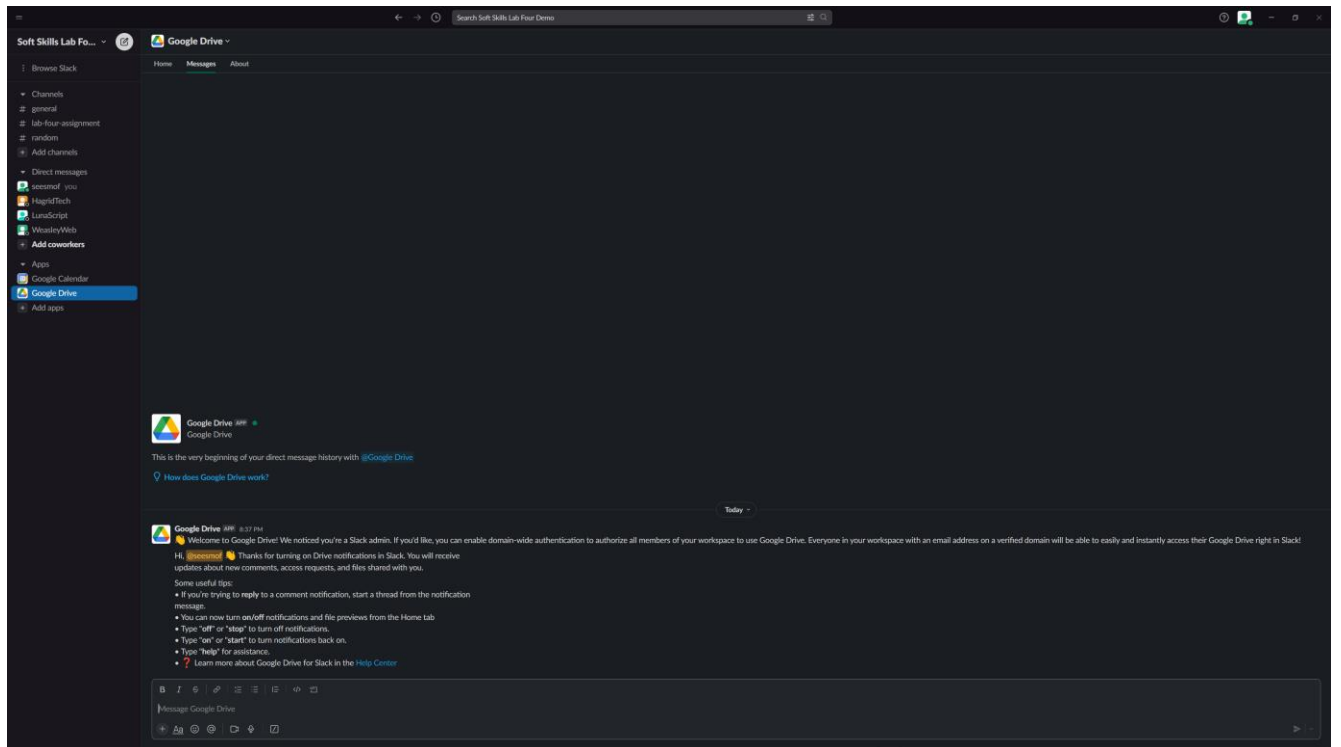 Search Soft Skills Lab Four Demo
Soft Skills Lab Fo...
Browse Slack
Channels
# general
# lab-four-assignment
# random
+ Add channels
Direct messages
seesmof you
HagridTech
LunaScript
WeasleyWeb
+ Add coworkers
Apps
Google Calendar
Google Drive
+ Add apps
Google Drive
Home Messages About
Google Drive APP
Google Drive
This is the very beginning of your direct message history with @Google Drive
How does Google Drive work?
Today
Google Drive APP 8:37 PM
👋 Welcome to Google Drive! We noticed you're a Slack admin. If you'd like, you can enable domain-wide authentication to authorize all members of your workspace to use Google Drive. Everyone in your workspace with an email address on a verified domain will be able to easily and instantly access their Google Drive right in Slack!
Hi, @seesmof 👋 Thanks for turning on Drive notifications in Slack. You will receive
updates about new comments, access requests, and files shared with you.
Some useful tips:
• If you're trying to reply to a comment notification, start a thread from the notification
message.
• You can now turn on/off notifications and file previews from the Home tab
• Type "off" or "stop" to turn off notifications.
• Type "on" or "start" to turn notifications back on.
• Type "help" for assistance.
• ❓ Learn more about Google Drive for Slack in the Help Center
B I S
Message Google Drive
+ Aa @